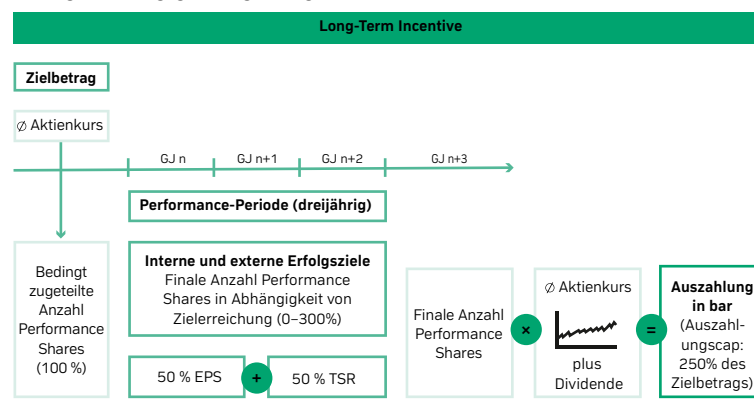 Long-Term Incentive
Zielbetrag
∅ Aktienkurs
GJ n
GJ n+1
GJ n+2
GJ n+3
Performance-Periode (dreijährig)
Bedingt
zugeteilte
Anzahl
Performance
Shares
(100 %)
Interne und externe Erfolgsziele
Finale Anzahl Performance
Shares in Abhängigkeit von
Zielerreichung (0–300%)
50 % EPS
+
50 % TSR
Finale Anzahl
Performance
Shares
×
∅ Aktienkurs
plus
Dividende
=
Auszahlung
in bar
(Auszahl-
ungscap:
250% des
Zielbetrags)